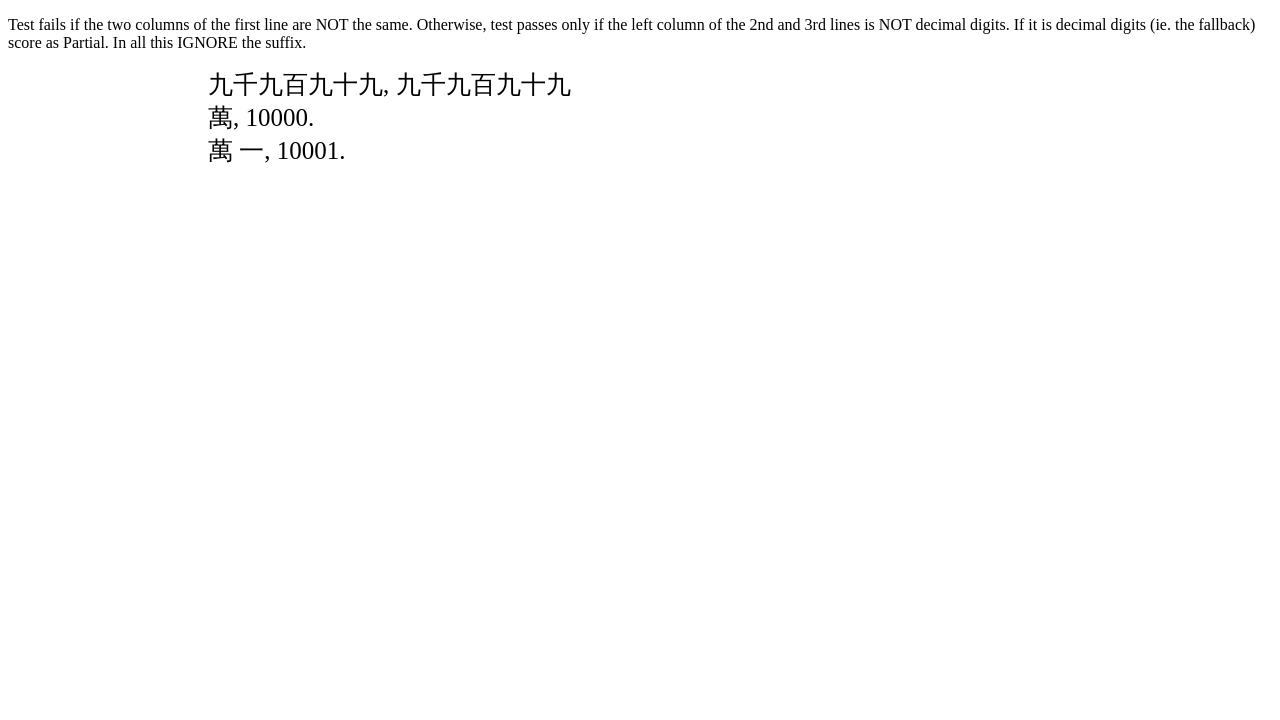 Test fails if the two columns of the first line are NOT the same. Otherwise, test passes only if the left column of the 2nd and 3rd lines is NOT decimal digits. If it is decimal digits (ie. the fallback)
score as Partial. In all this IGNORE the suffix.
九千九百九十九, 九千九百九十九
萬, 10000.
萬 一, 10001.